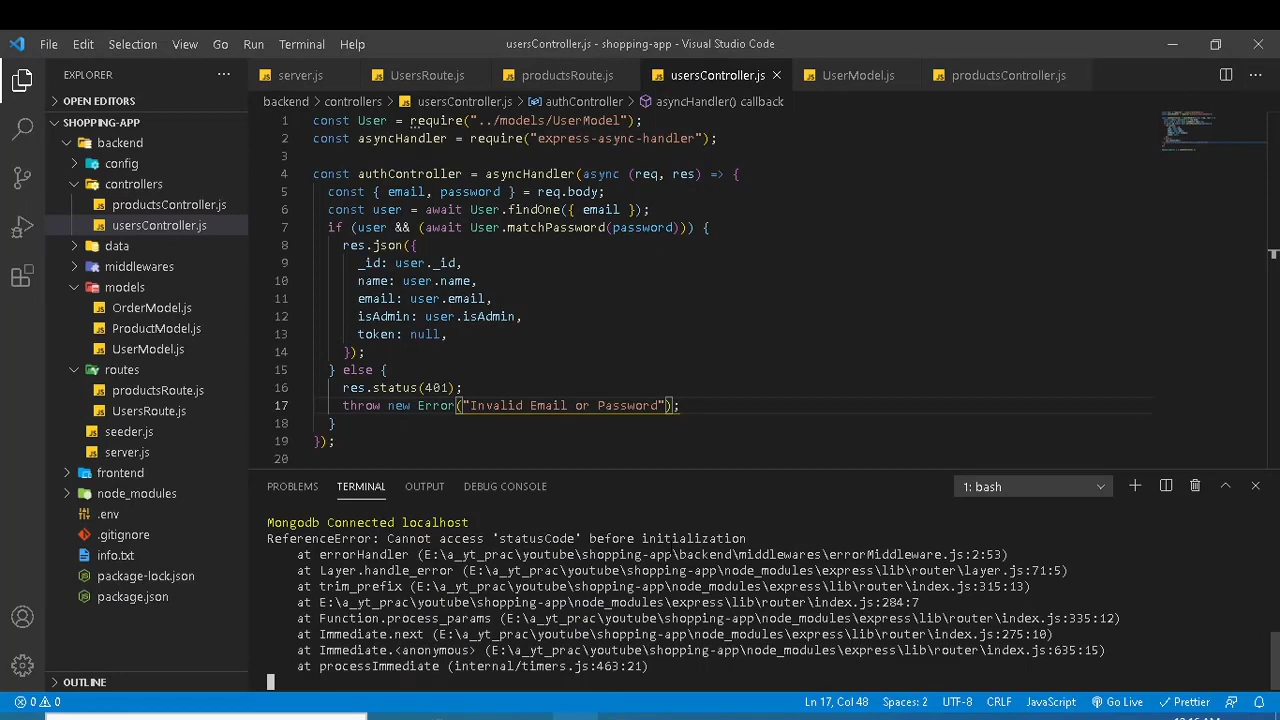 File Edit Selection View Go Run Terminal Help
usersController.js - shopping-app - Visual Studio Code
EXPLORER
OPEN EDITORS
SHOPPING-APP
backend
config
controllers
productsController.js
usersController.js
data
middlewares
models
OrderModel.js
ProductModel.js
UserModel.js
routes
productsRoute.js
UsersRoute.js
seeder.js
server.js
frontend
node_modules
.env
.gitignore
info.txt
package-lock.json
package.json
OUTLINE
server.js UsersRoute.js productsRoute.js usersController.js UserModel.js productsController.js
backend > controllers > usersController.js > authController > asyncHandler() callback
1 const User = require("../models/UserModel");
2 const asyncHandler = require("express-async-handler");
3
4 const authController = asyncHandler(async (req, res) => {
5 const { email, password } = req.body;
6 const user = await User.findOne({ email });
7 if (user && (await User.matchPassword(password))) {
8 res.json({
9 _id: user._id,
10 name: user.name,
11 email: user.email,
12 isAdmin: user.isAdmin,
13 token: null,
14 });
15 } else {
16 res.status(401);
17 throw new Error("Invalid Email or Password");
18 }
19 });
20
PROBLEMS TERMINAL OUTPUT DEBUG CONSOLE
1: bash
Mongodb Connected localhost
ReferenceError: Cannot access 'statusCode' before initialization
at errorHandler (E:\a_yt_prac\youtube\shopping-app\backend\middlewares\errorMiddleware.js:2:53)
at Layer.handle_error (E:\a_yt_prac\youtube\shopping-app\node_modules\express\lib\router\layer.js:71:5)
at trim_prefix (E:\a_yt_prac\youtube\shopping-app\node_modules\express\lib\router\index.js:315:13)
at E:\a_yt_prac\youtube\shopping-app\node_modules\express\lib\router\index.js:284:7
at Function.process_params (E:\a_yt_prac\youtube\shopping-app\node_modules\express\lib\router\index.js:335:12)
at Immediate.next (E:\a_yt_prac\youtube\shopping-app\node_modules\express\lib\router\index.js:275:10)
at Immediate.<anonymous> (E:\a_yt_prac\youtube\shopping-app\node_modules\express\lib\router\index.js:635:15)
at processImmediate (internal/timers.js:463:21)
0 0 Ln 17, Col 48 Spaces: 2 UTF-8 CRLF JavaScript Go Live Prettier